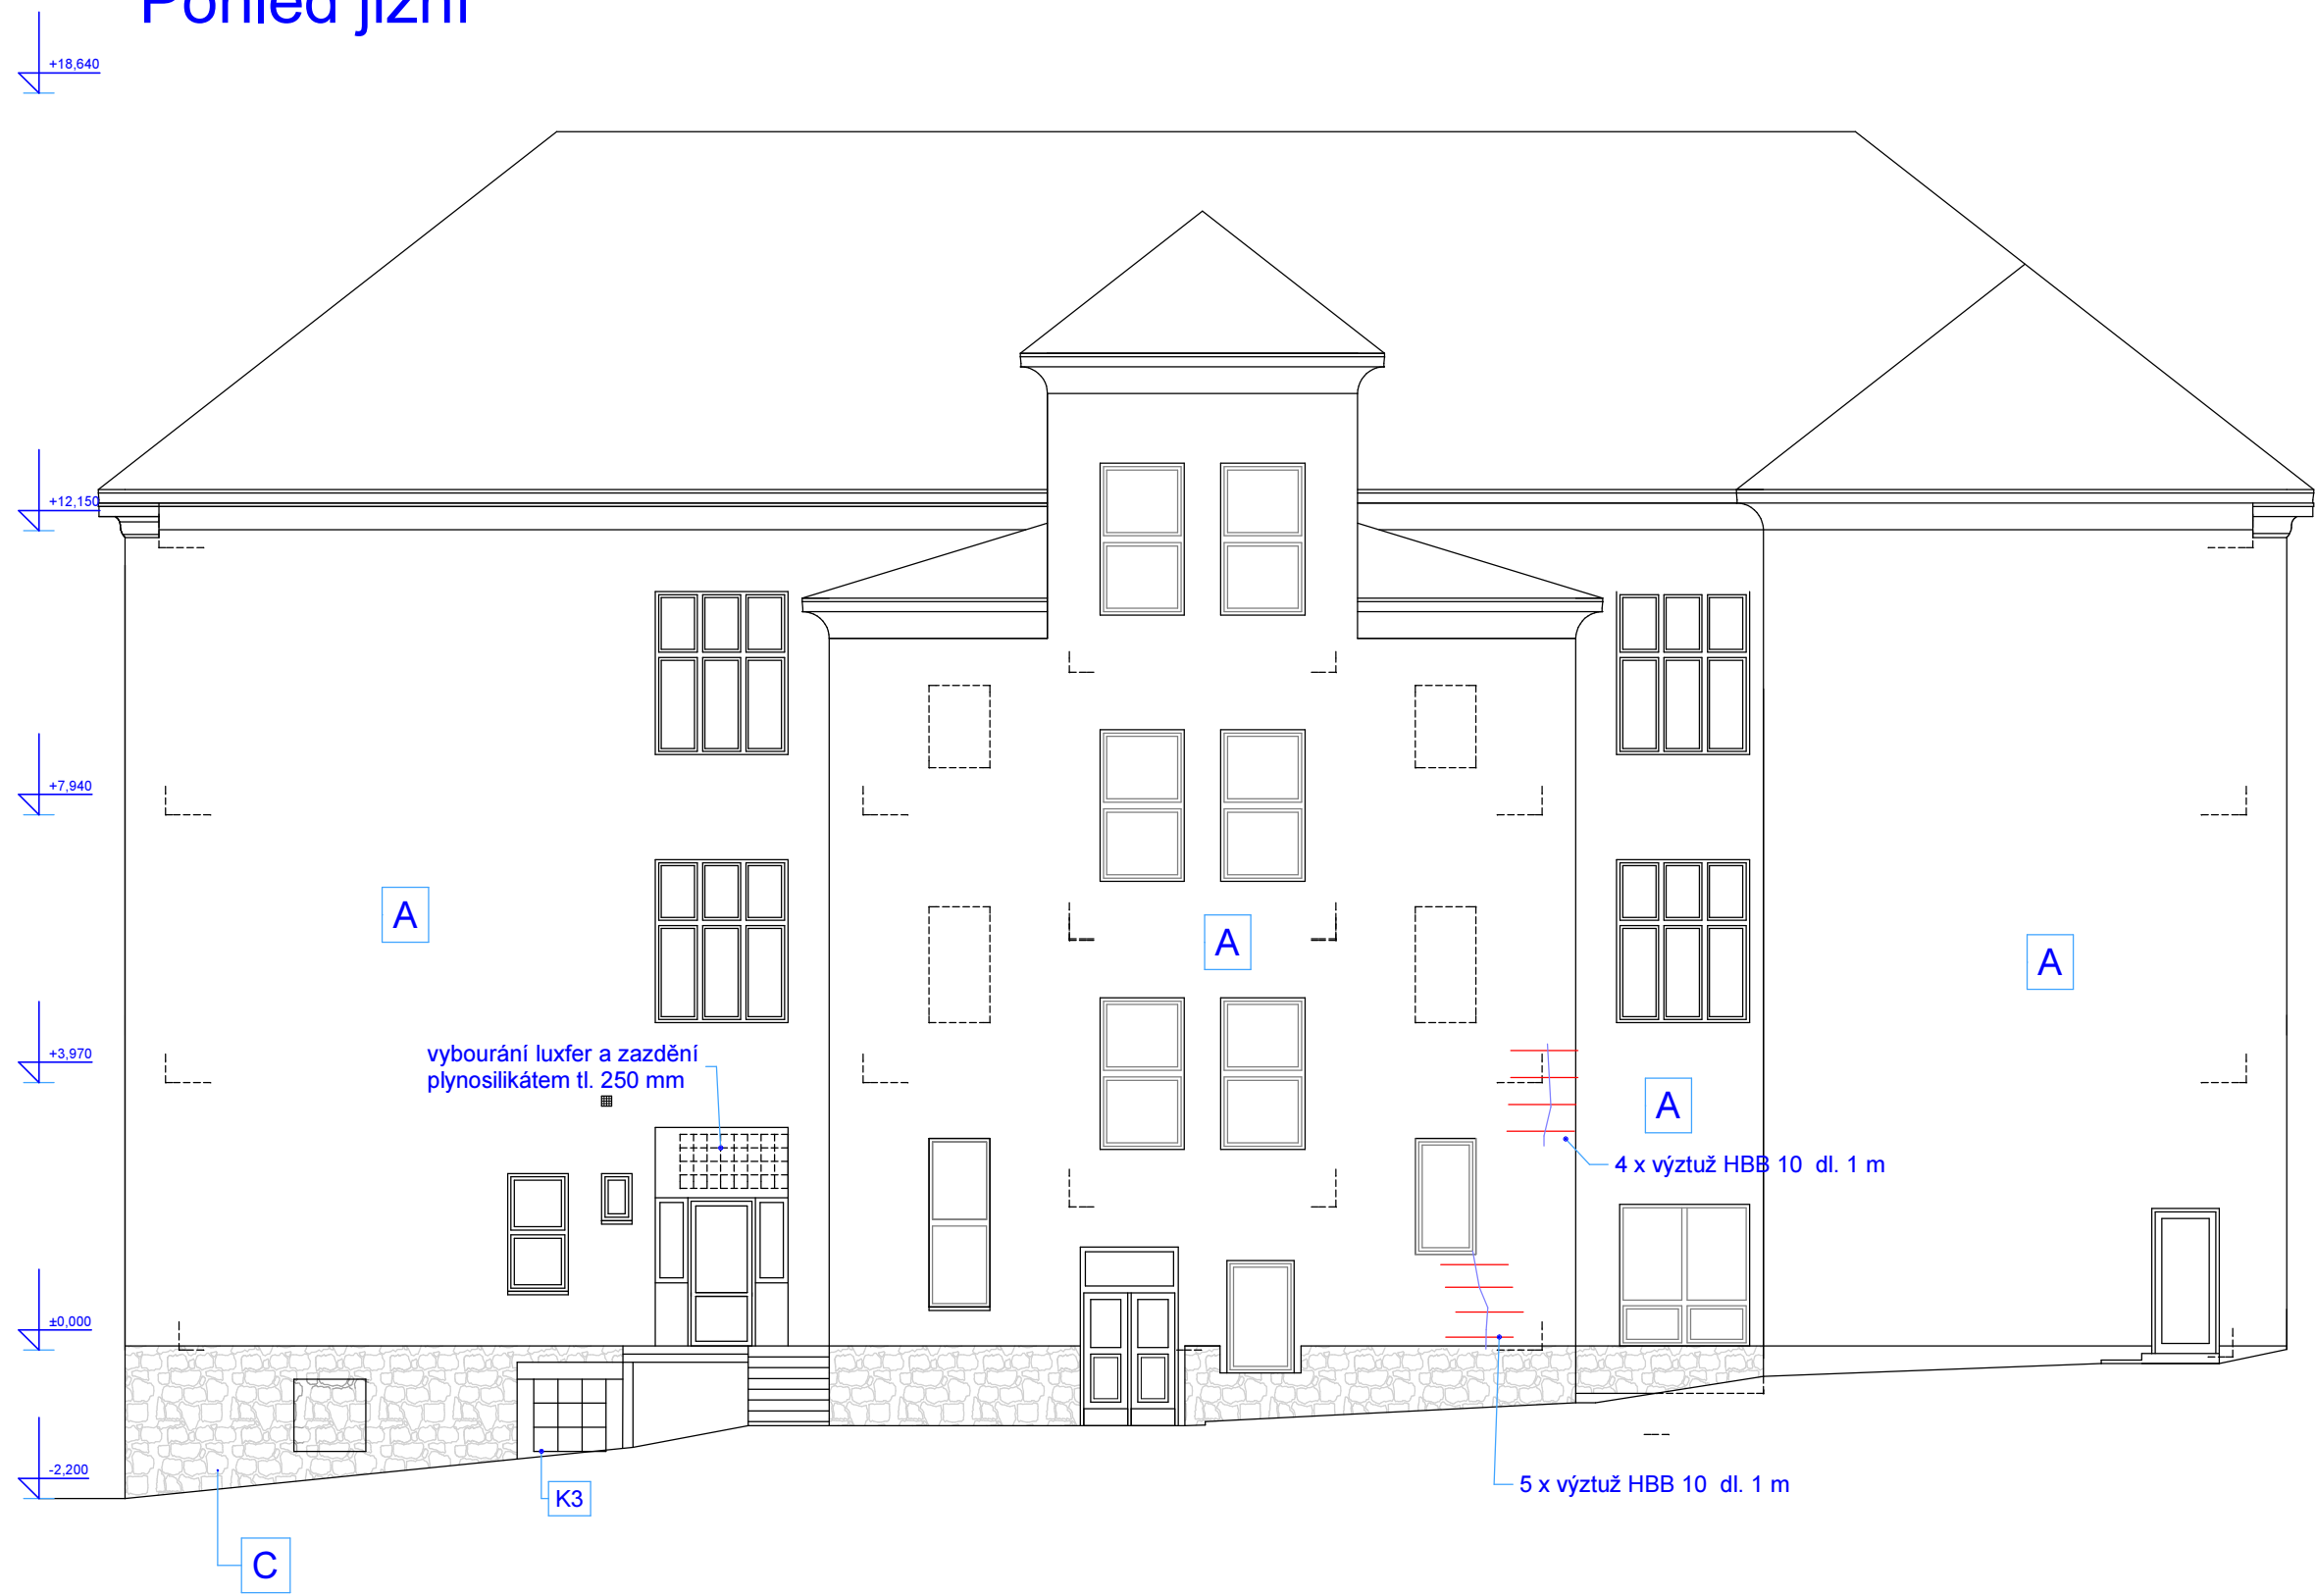 Pohled jižní
+18,640
+12,150
+7,940
A
A
A
+3,970
vybourání luxfer a zazdění
plynosilikátem tl. 250 mm
A
4 x výztuž HBB 10 dl. 1 m
±0,000
-2,200
K3
5 x výztuž HBB 10 dl. 1 m
C